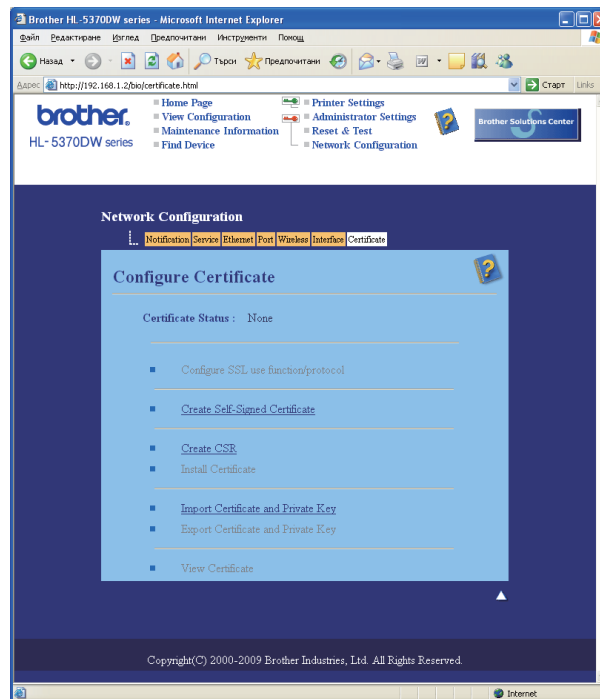 Brother HL-5370DW series - Microsoft Internet Explorer
Файл Редактиране Изглед Предпочитани Инструменти Помощ
Назад Търси Предпочитани
Адрес http://192.168.1.2/bio/certificate.html Старт Links
brother.
HL-5370DW series
Home Page
View Configuration
Maintenance Information
Find Device
Printer Settings
Administrator Settings
Reset & Test
Network Configuration
Brother Solutions Center
Network Configuration
Notification Service Ethernet Port Wireless Interface Certificate
Configure Certificate
Certificate Status : None
Configure SSL use function/protocol
Create Self-Signed Certificate
Create CSR
Install Certificate
Import Certificate and Private Key
Export Certificate and Private Key
View Certificate
Copyright(C) 2000-2009 Brother Industries, Ltd. All Rights Reserved.
Internet